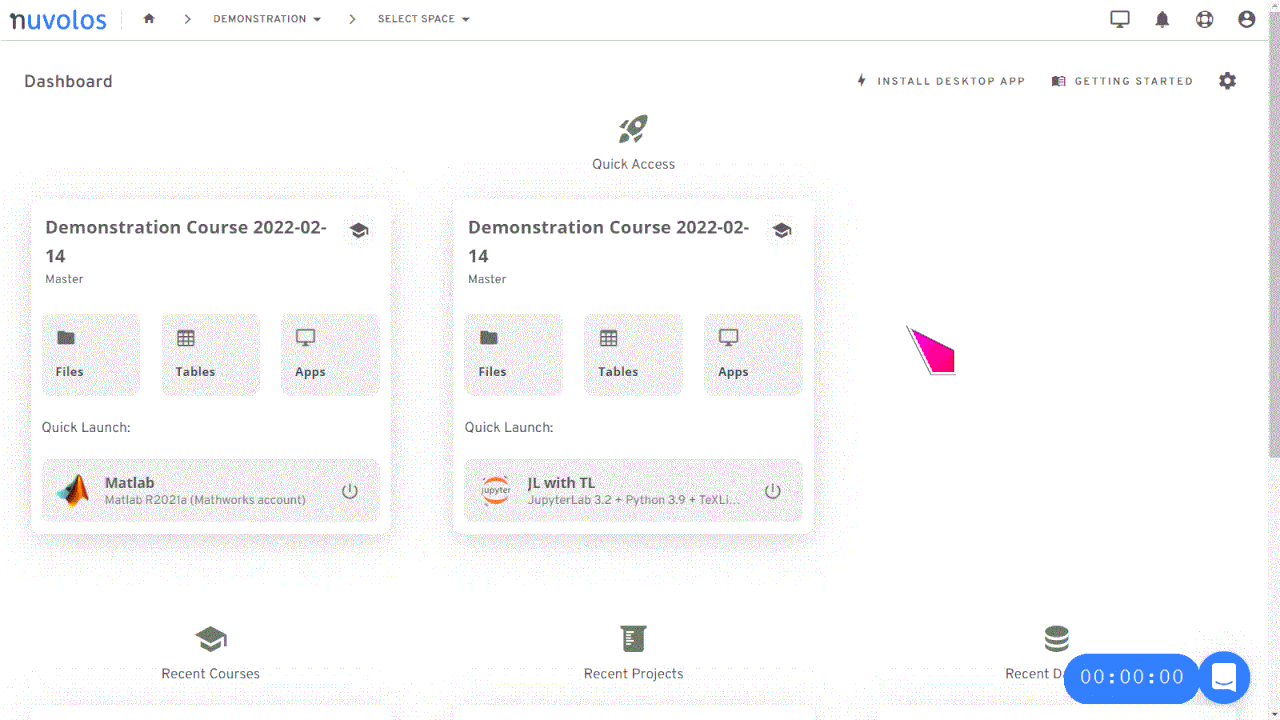 nuvolos
DEMONSTRATION
SELECT SPACE
Dashboard
INSTALL DESKTOP APP
GETTING STARTED
Quick Access
Demonstration Course 2022-02-
14
Master
Files
Tables
Apps
Quick Launch:
Matlab
Matlab R2021a (Mathworks account)
Demonstration Course 2022-02-
14
Master
Files
Tables
Apps
Quick Launch:
jupyter
JL with TL
JupyterLab 3.2 + Python 3.9 + TeXLi...
Recent Courses
Recent Projects
Recent D
00:00:00